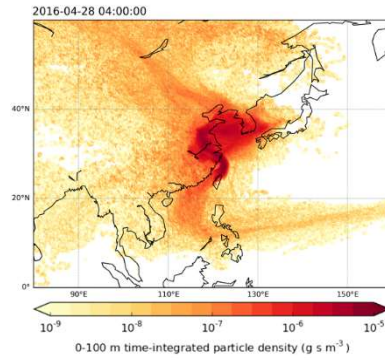 2016-04-28 04:00:00
40°N
20°N
0°
90°E 110°E 130°E 150°E
10⁻⁹ 10⁻⁸ 10⁻⁷ 10⁻⁶ 10⁻⁵
0-100 m time-integrated particle density (g s m⁻³)